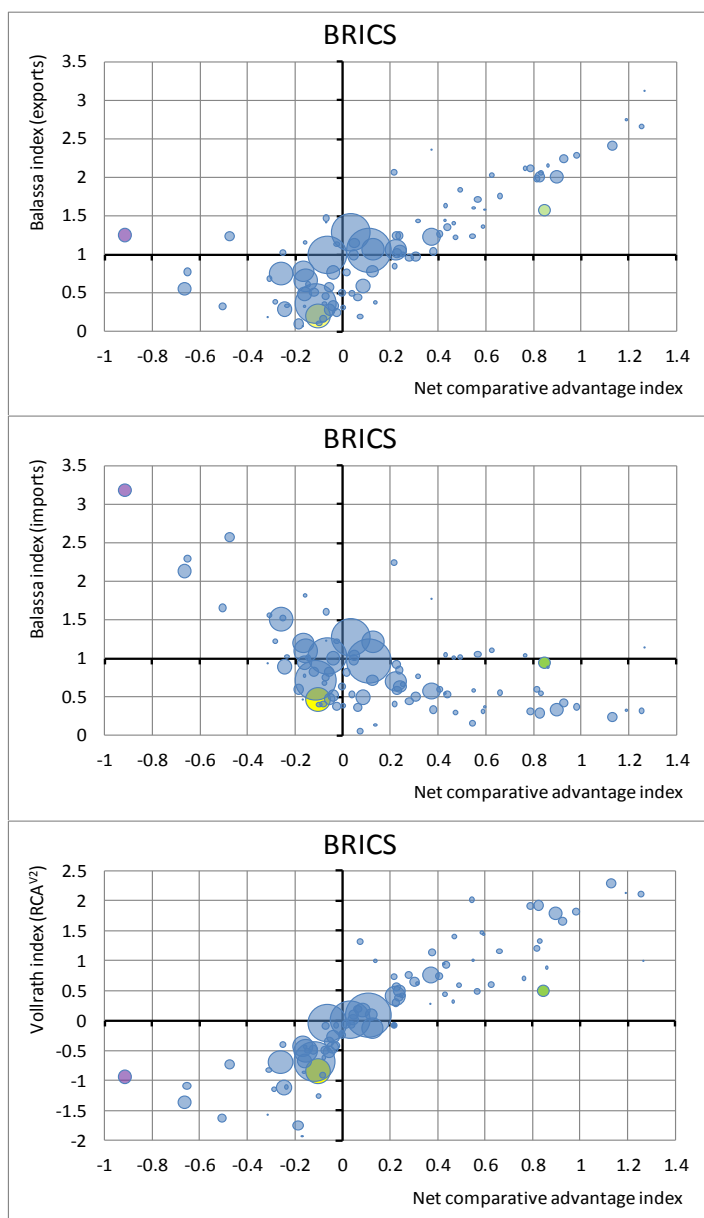 BRICS
Balassa index (exports)
3.5
3
2.5
2
1.5
1
0.5
0
-1 -0.8 -0.6 -0.4 -0.2 0 0.2 0.4 0.6 0.8 1 1.2 1.4
Net comparative advantage index
BRICS
Balassa index (imports)
3.5
3
2.5
2
1.5
1
0.5
0
-1 -0.8 -0.6 -0.4 -0.2 0 0.2 0.4 0.6 0.8 1 1.2 1.4
Net comparative advantage index
BRICS
Vollrath index (RCA^V2)
2.5
2
1.5
1
0.5
0
-0.5
-1
-1.5
-2
-1 -0.8 -0.6 -0.4 -0.2 0 0.2 0.4 0.6 0.8 1 1.2 1.4
Net comparative advantage index